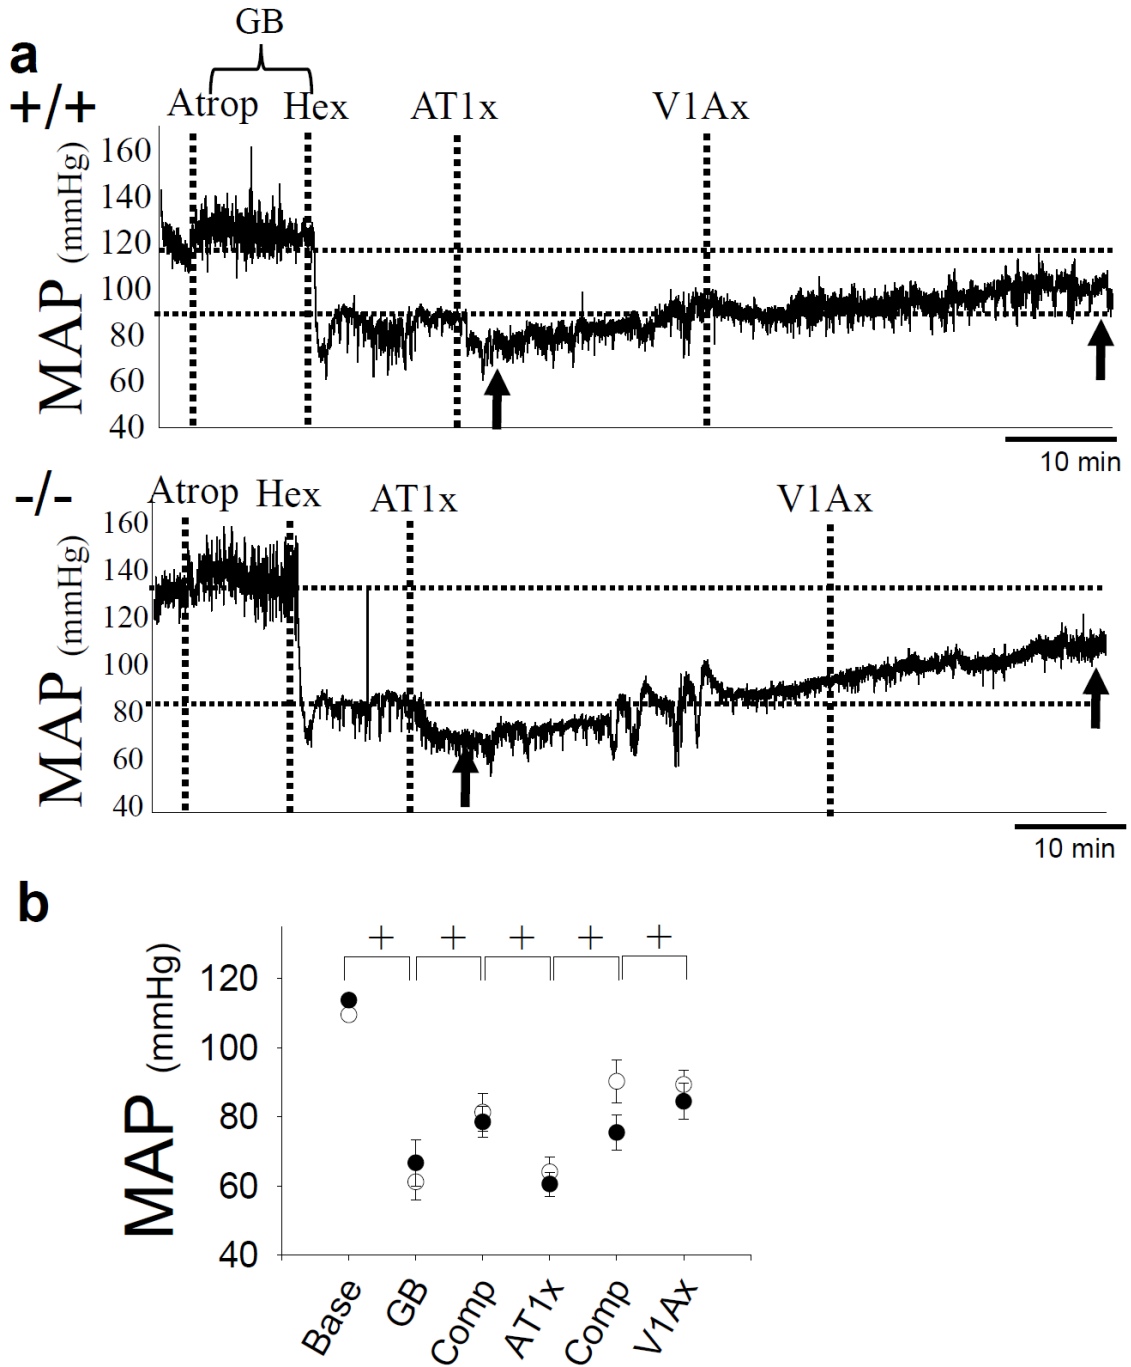 a
GB
+/+
Atrop
Hex
AT1x
V1Ax
MAP (mmHg)
160
140
120
100
80
60
40
10 min
-/-
Atrop
Hex
AT1x
V1Ax
MAP (mmHg)
160
140
120
100
80
60
40
10 min
b
+ + + + +
MAP (mmHg)
120
100
80
60
40
Base
GB
Comp
AT1x
Comp
V1Ax